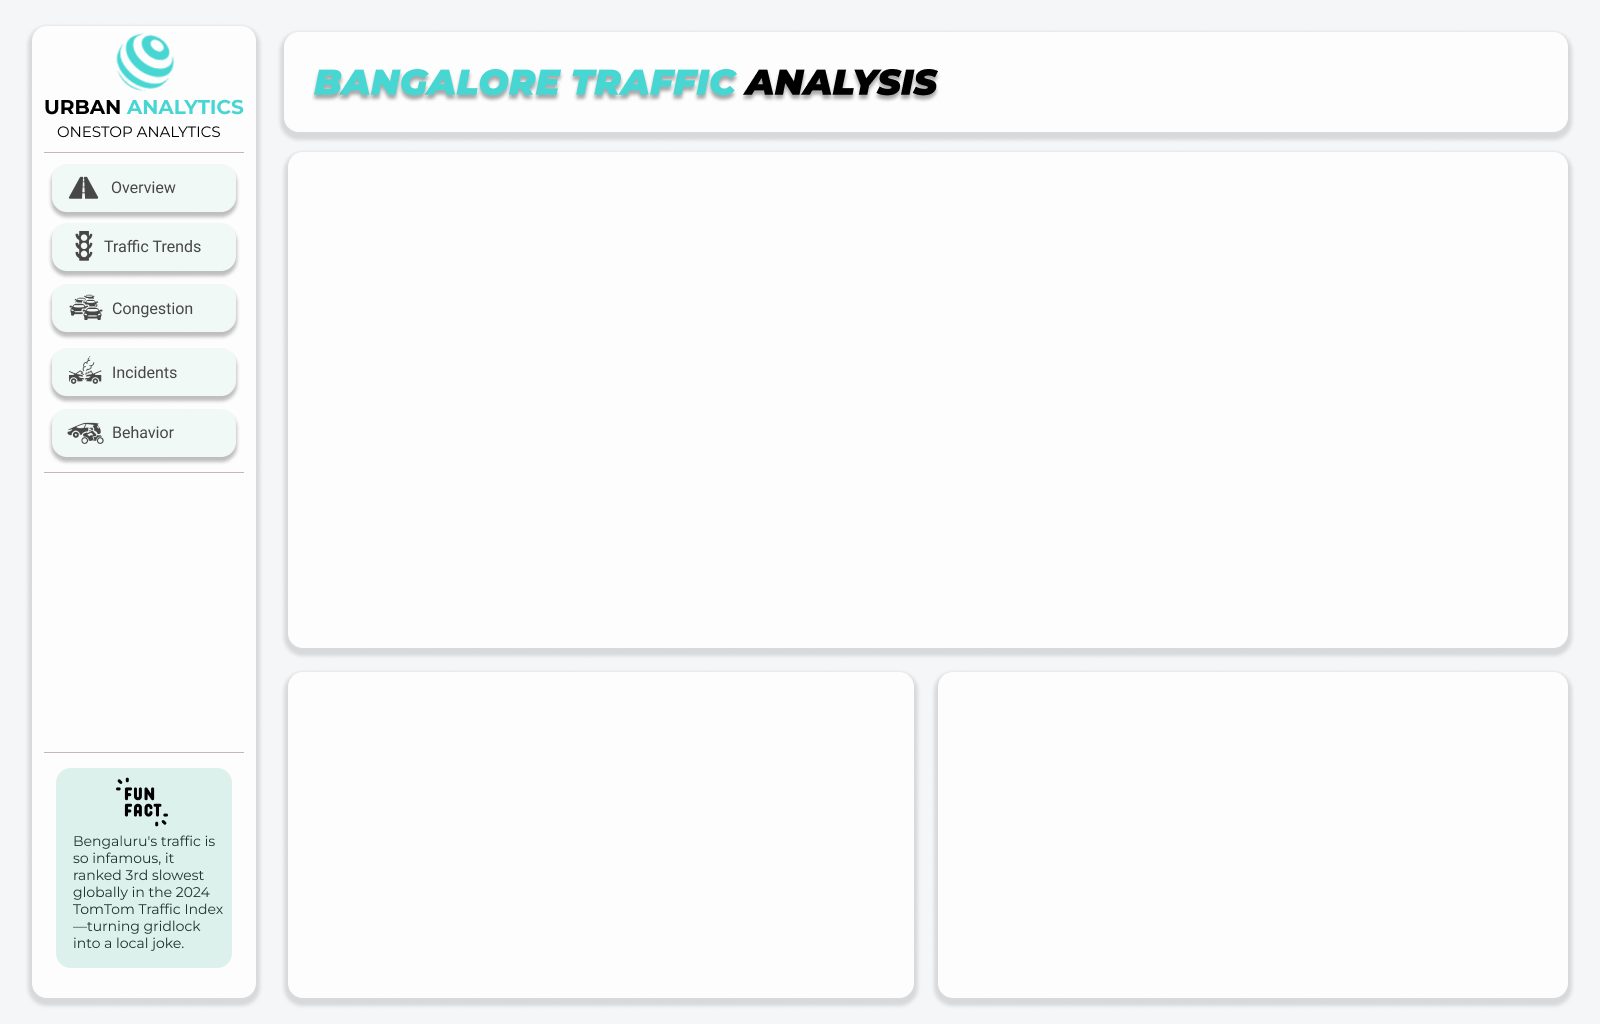 URBAN ANALYTICS
ONESTOP ANALYTICS
BANGALORE TRAFFIC ANALYSIS
Overview
Traffic Trends
Congestion
Incidents
Behavior
FUN
FACT
Bengaluru's traffic is
so infamous, it
ranked 3rd slowest
globally in the 2024
TomTom Traffic Index
—turning gridlock
into a local joke.